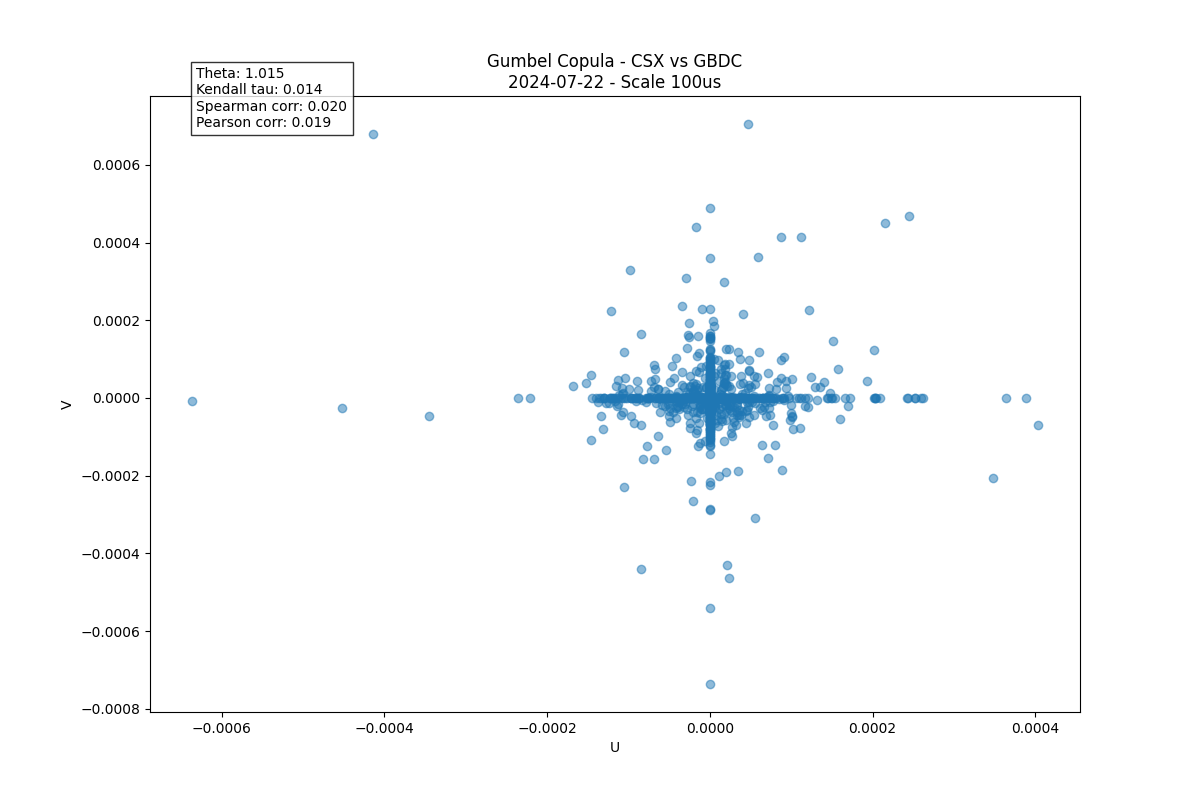 Gumbel Copula - CSX vs GBDC
2024-07-22 - Scale 100us
Theta: 1.015
Kendall tau: 0.014
Spearman corr: 0.020
Pearson corr: 0.019
0.0006
0.0004
0.0002
0.0000
−0.0002
−0.0004
−0.0006
−0.0008
V
−0.0006
−0.0004
−0.0002
0.0000
0.0002
0.0004
U